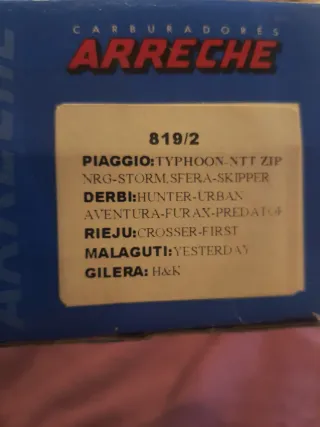 CARBURADORES
ARRECHE
ARRECHE
819/2
PIAGGIO:TYPHOON-NTT ZIP
NRG-STORM,SFERA-SKIPPER
DERBI:HUNTER-URBAN
AVENTURA-FURAX-PREDATOR
RIEJU:CROSSER-FIRST
MALAGUTI:YESTERDAY
GILERA: H&K